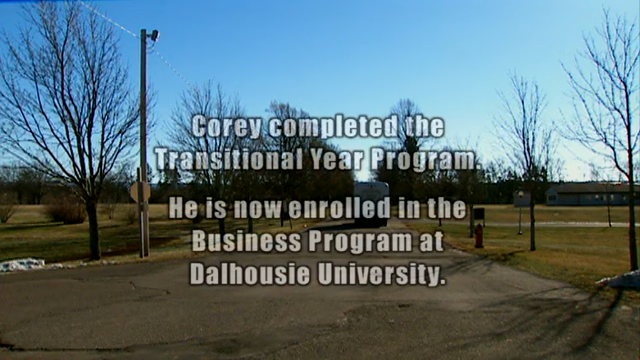 Corey completed the
Transitional Year Program.
He is now enrolled in the
Business Program at
Dalhousie University.